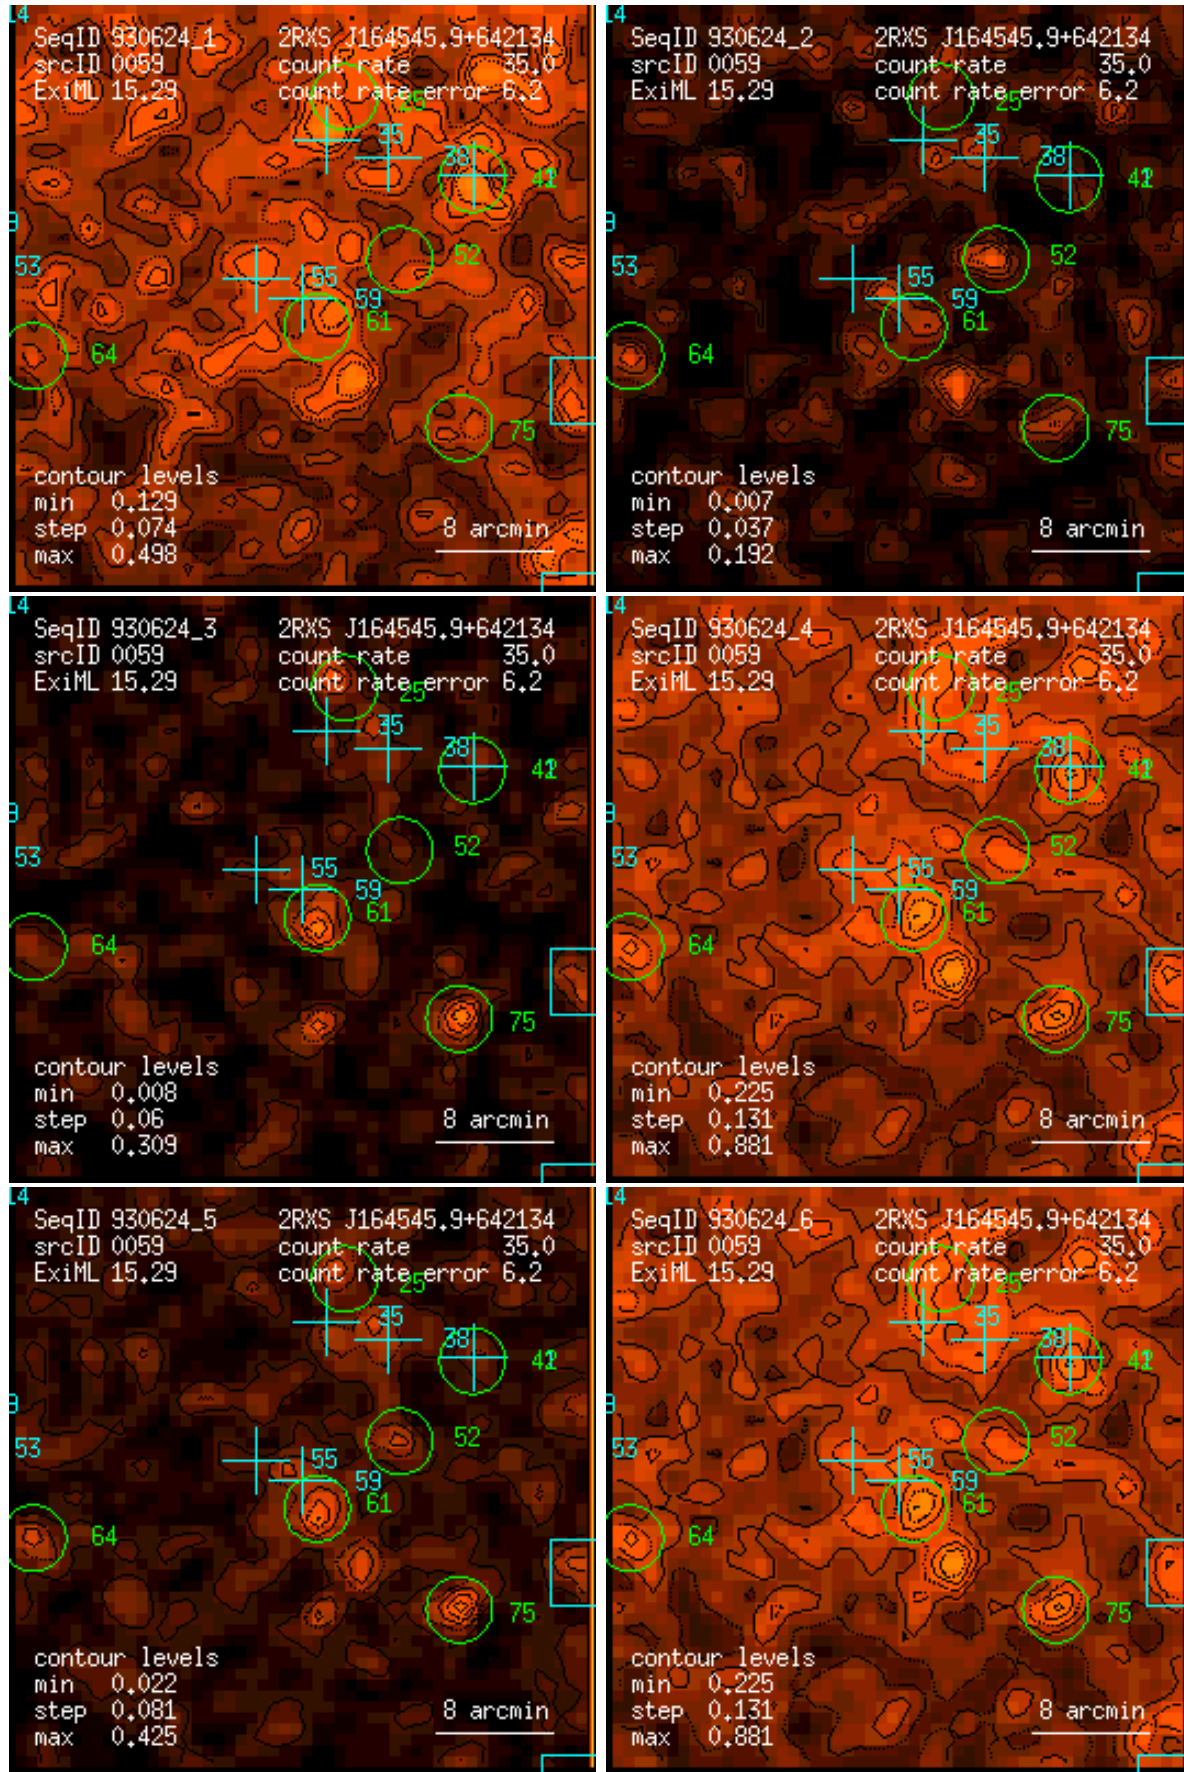 14
SeqID 930624_1 2RXS J164545.9+642134
srcID 0059 count rate 35.0
ExiML 15.29 count rate error 6.2
25
35
38
42
9
52
53
55
59
61
64
75
contour levels
min 0.129
step 0.074 8 arcmin
max 0.498
14
SeqID 930624_2 2RXS J164545.9+642134
srcID 0059 count rate 35.0
ExiML 15.29 count rate error 6.2
25
35
38
9
52
53
55
59
61
64
75
contour levels
min 0.007
step 0.037 8 arcmin
max 0.192
14
SeqID 930624_3 2RXS J164545.9+642134
srcID 0059 count rate 35.0
ExiML 15.29 count rate error 6.2
25
35
38
9
52
53
55
59
61
64
75
contour levels
min 0.008
step 0.06 8 arcmin
max 0.309
14
SeqID 930624_4 2RXS J164545.9+642134
srcID 0059 count rate 35.0
ExiML 15.29 count rate error 6.2
25
35
38
9
52
53
55
59
61
64
75
contour levels
min 0.225
step 0.131 8 arcmin
max 0.881
14
SeqID 930624_5 2RXS J164545.9+642134
srcID 0059 count rate 35.0
ExiML 15.29 count rate error 6.2
25
35
38
9
52
53
55
59
61
64
75
contour levels
min 0.022
step 0.081 8 arcmin
max 0.425
14
SeqID 930624_6 2RXS J164545.9+642134
srcID 0059 count rate 35.0
ExiML 15.29 count rate error 6.2
25
35
38
9
52
53
55
59
61
64
75
contour levels
min 0.225
step 0.131 8 arcmin
max 0.881